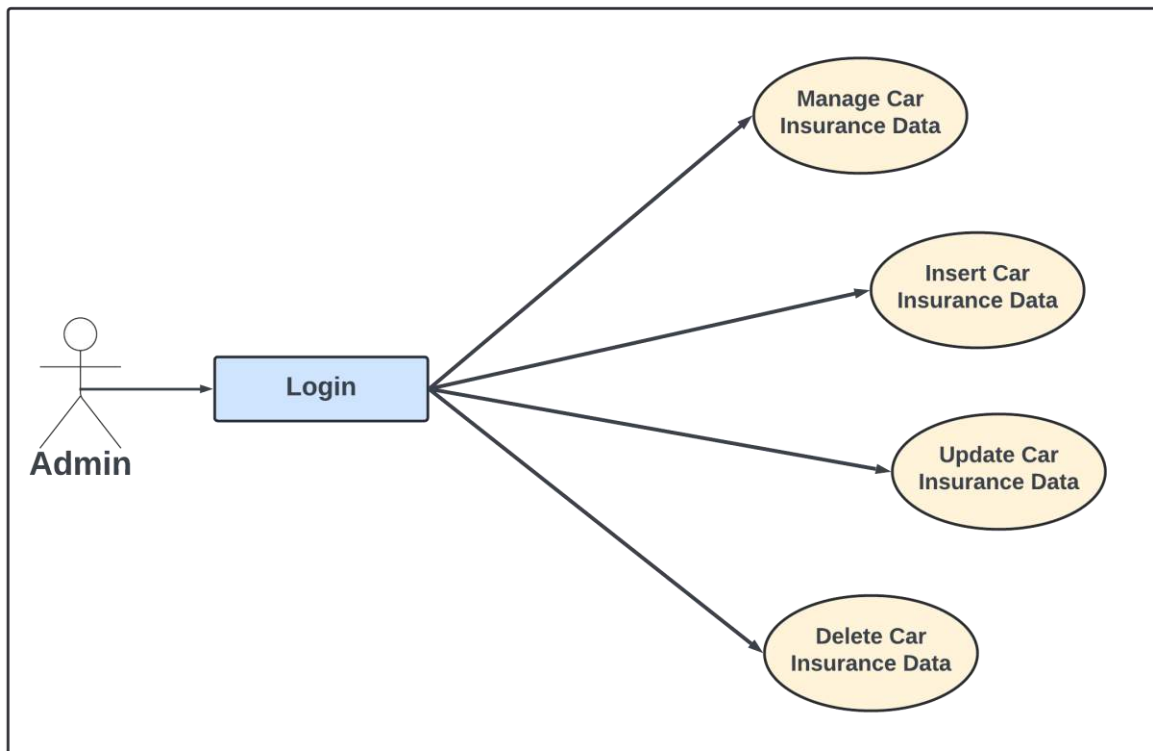 Manage Car
Insurance Data
Insert Car
Insurance Data
Login
Admin
Update Car
Insurance Data
Delete Car
Insurance Data